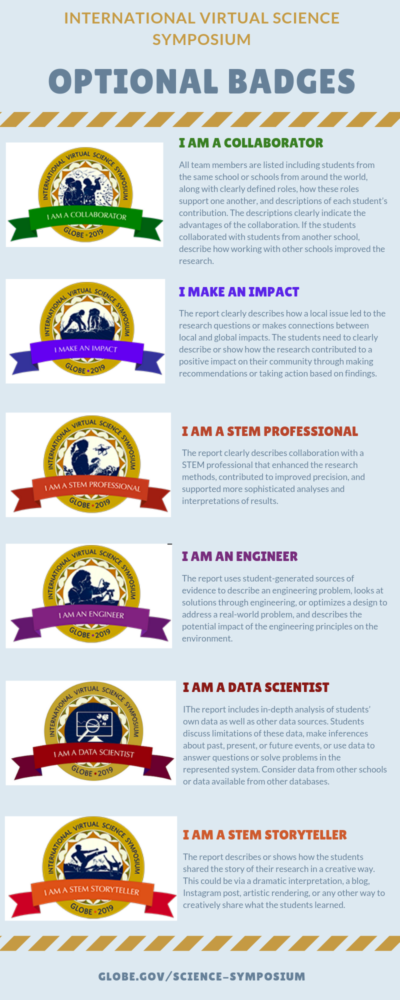 INTERNATIONAL VIRTUAL SCIENCE
SYMPOSIUM
OPTIONAL BADGES
INTERNATIONAL VIRTUAL SCIENCE SYMPOSIUM
I AM A COLLABORATOR
GLOBE • 2019
I AM A COLLABORATOR
All team members are listed including students from
the same school or schools from around the world,
along with clearly defined roles, how these roles
support one another, and descriptions of each student’s
contribution. The descriptions clearly indicate the
advantages of the collaboration. If the students
collaborated with students from another school,
describe how working with other schools improved the
research.
INTERNATIONAL VIRTUAL SCIENCE SYMPOSIUM
I MAKE AN IMPACT
GLOBE • 2019
I MAKE AN IMPACT
The report clearly describes how a local issue led to the
research questions or makes connections between
local and global impacts. The students need to clearly
describe or show how the research contributed to a
positive impact on their community through making
recommendations or taking action based on findings.
INTERNATIONAL VIRTUAL SCIENCE SYMPOSIUM
I AM A STEM PROFESSIONAL
GLOBE • 2019
I AM A STEM PROFESSIONAL
The report clearly describes collaboration with a
STEM professional that enhanced the research
methods, contributed to improved precision, and
supported more sophisticated analyses and
interpretations of results.
INTERNATIONAL VIRTUAL SCIENCE SYMPOSIUM
I AM AN ENGINEER
GLOBE • 2019
I AM AN ENGINEER
The report uses student-generated sources of
evidence to describe an engineering problem, looks at
solutions through engineering, or optimizes a design to
address a real-world problem, and describes the
potential impact of the engineering principles on the
environment.
INTERNATIONAL VIRTUAL SCIENCE SYMPOSIUM
I AM A DATA SCIENTIST
GLOBE • 2019
I AM A DATA SCIENTIST
IThe report includes in-depth analysis of students’
own data as well as other data sources. Students
discuss limitations of these data, make inferences
about past, present, or future events, or use data to
answer questions or solve problems in the
represented system. Consider data from other schools
or data available from other databases.
INTERNATIONAL VIRTUAL SCIENCE SYMPOSIUM
I AM A STEM STORYTELLER
GLOBE • 2019
I AM A STEM STORYTELLER
The report describes or shows how the students
shared the story of their research in a creative way.
This could be via a dramatic interpretation, a blog,
Instagram post, artistic rendering, or any other way to
creatively share what the students learned.
GLOBE.GOV/SCIENCE-SYMPOSIUM